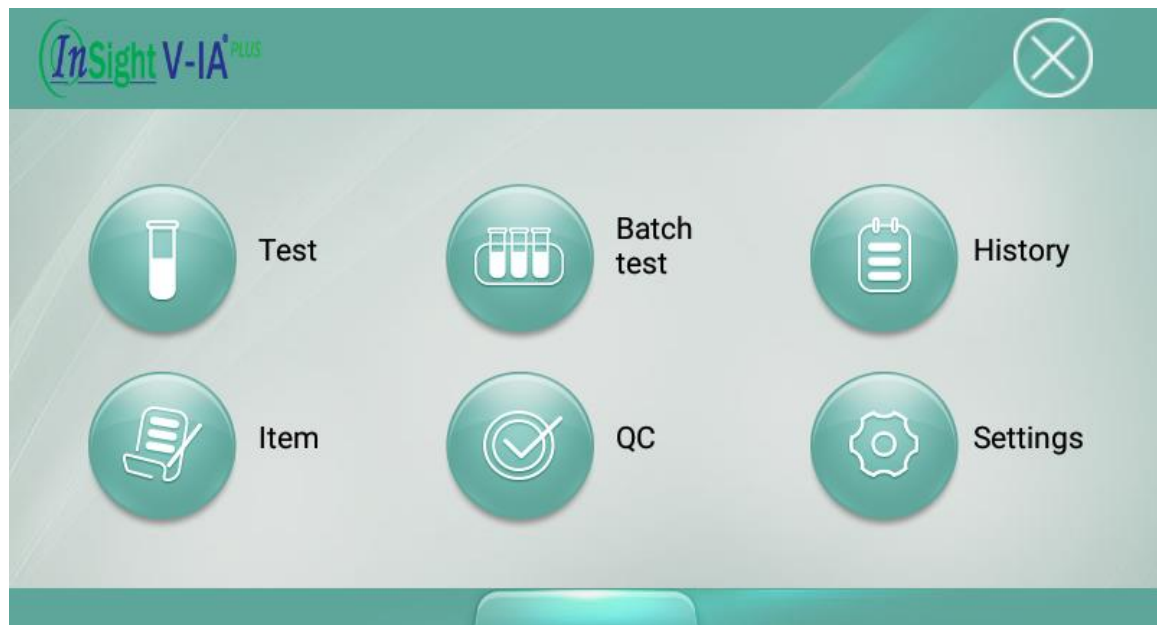 InSight V-IA PLUS
Test
Batch
test
History
Item
QC
Settings